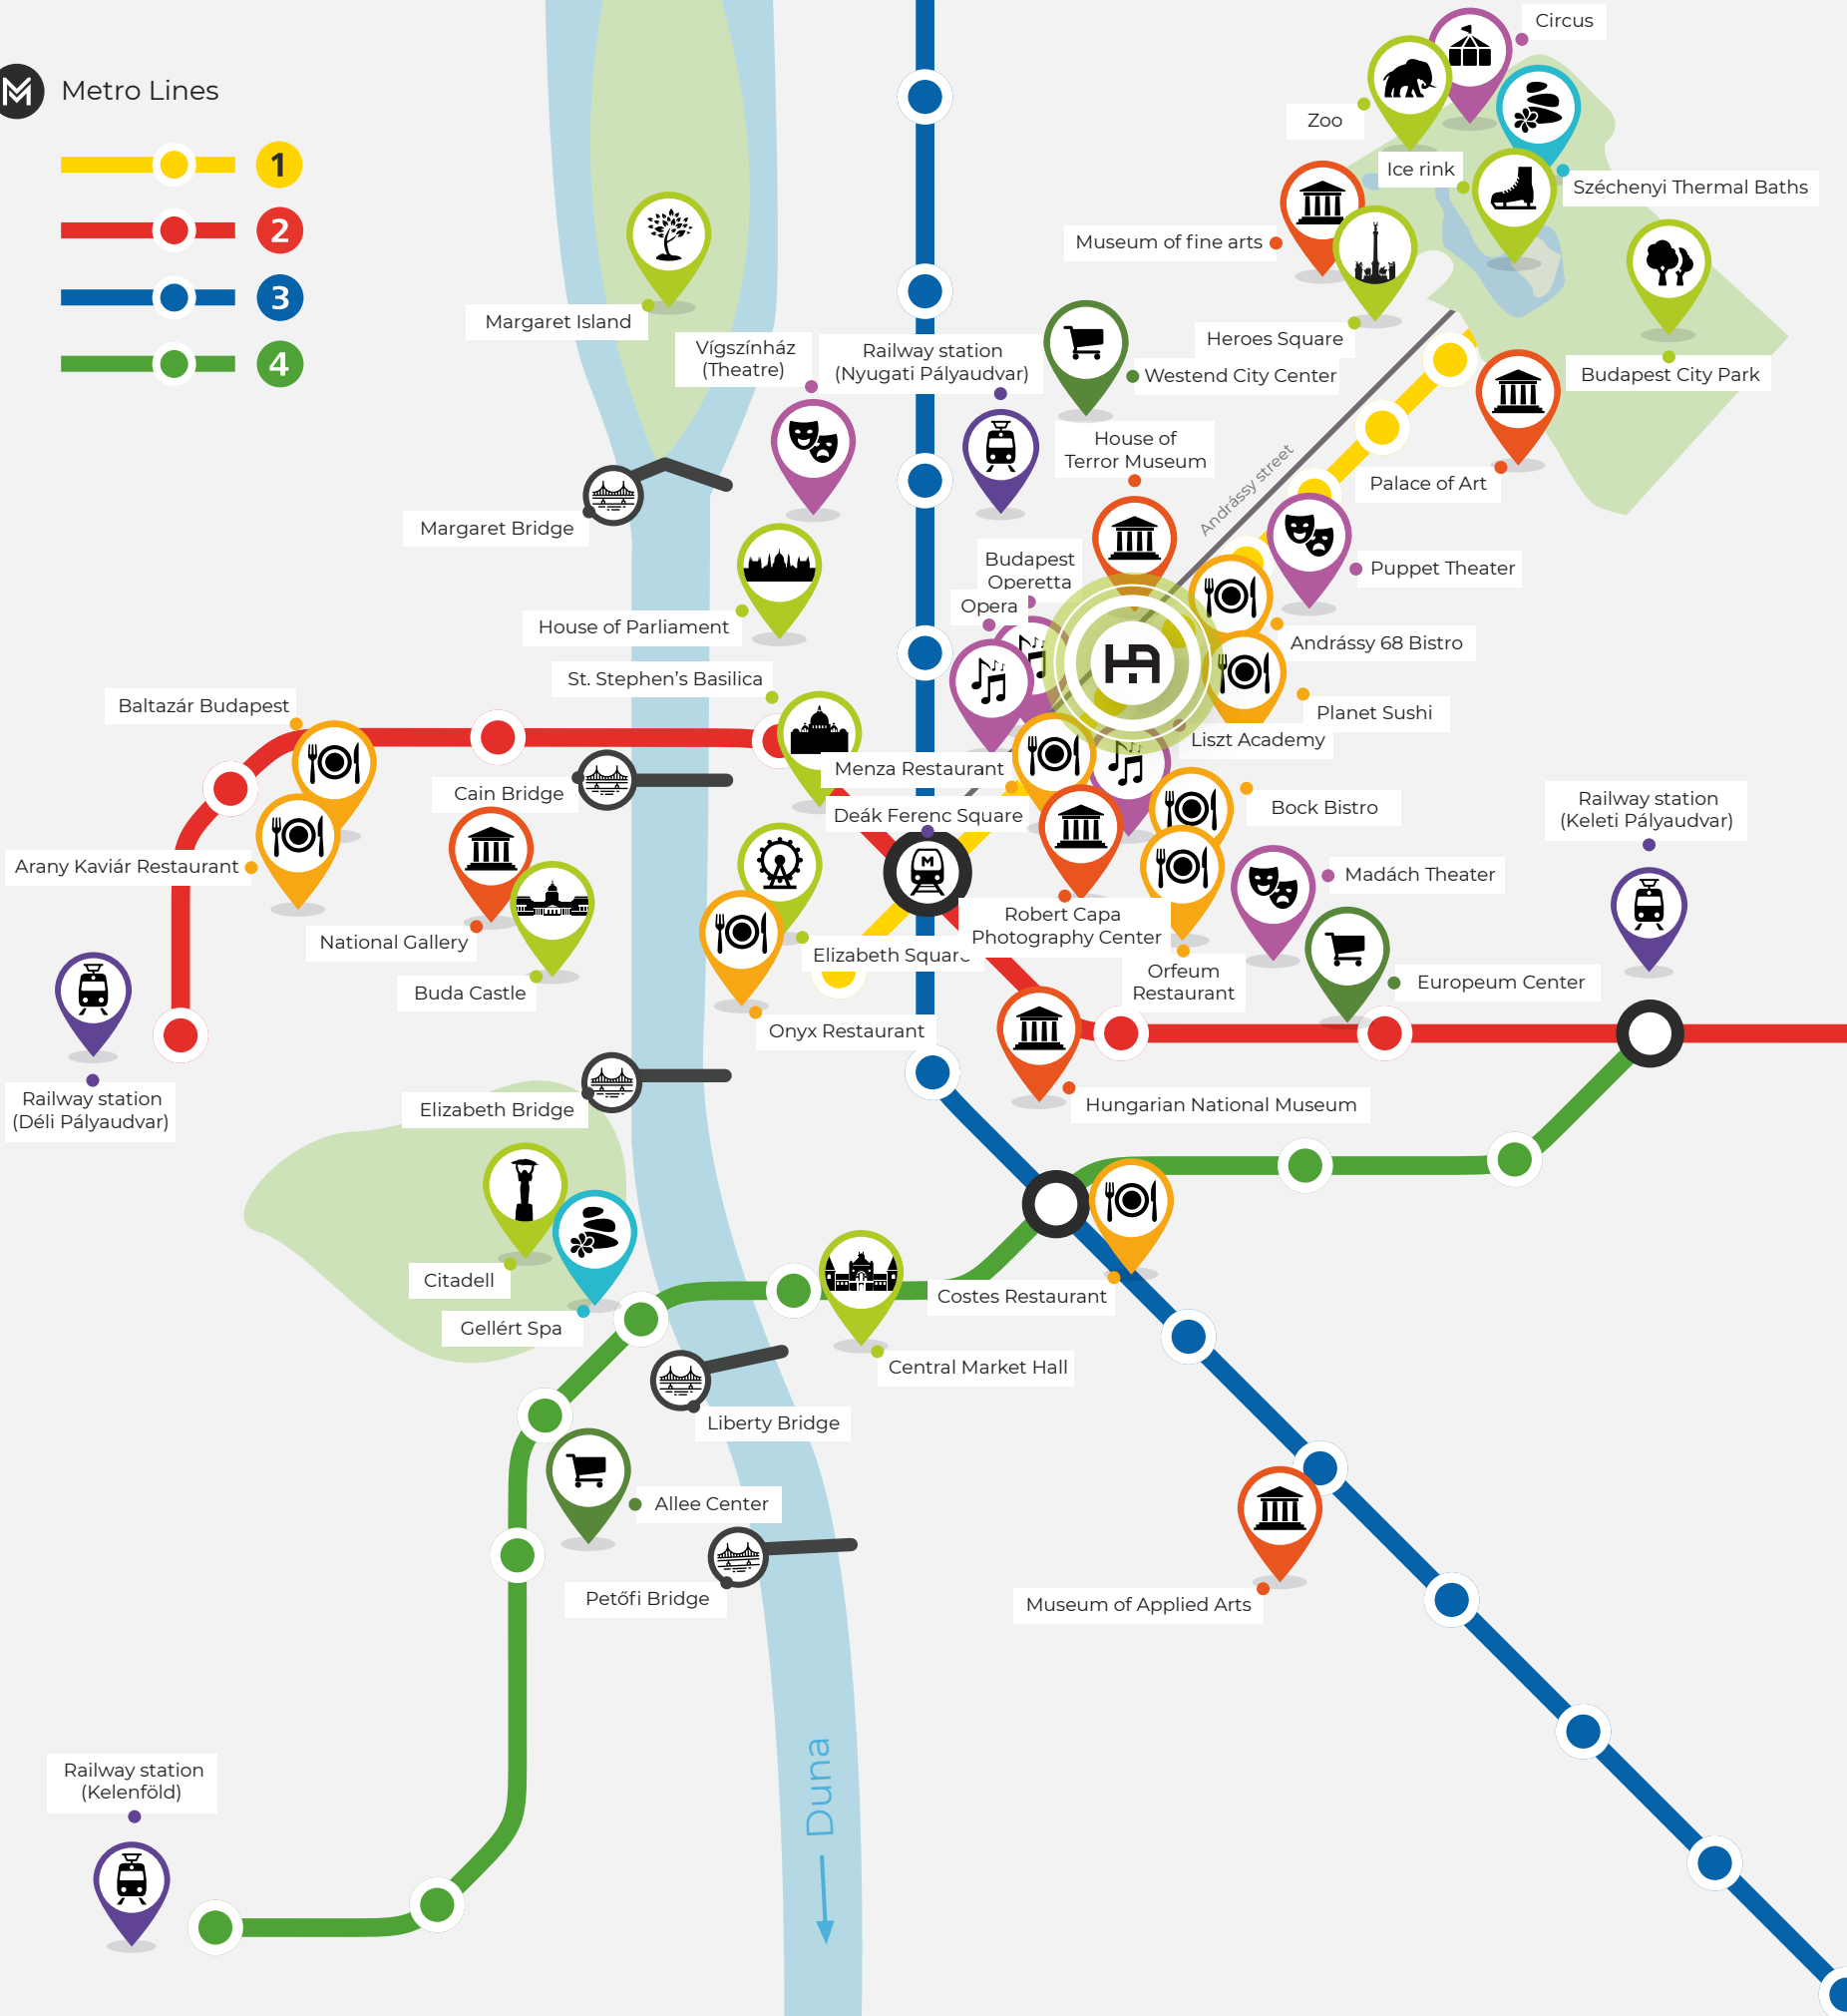 Metro Lines
1
2
3
4
Circus
Zoo
Ice rink
Széchenyi Thermal Baths
Museum of fine arts
Margaret Island
Heroes Square
Vígszínház
(Theatre)
Railway station
(Nyugati Pályaudvar)
Westend City Center
Budapest City Park
House of
Terror Museum
Andrássy street
Palace of Art
Margaret Bridge
Budapest
Operetta
Puppet Theater
Opera
House of Parliament
HA
Andrássy 68 Bistro
St. Stephen's Basilica
Baltazár Budapest
Planet Sushi
Liszt Academy
Menza Restaurant
Cain Bridge
Deák Ferenc Square
M
Bock Bistro
Railway station
(Keleti Pályaudvar)
Arany Kaviár Restaurant
Madách Theater
Robert Capa
Photography Center
National Gallery
Elizabeth Square
Orfeum
Restaurant
Europeum Center
Buda Castle
Onyx Restaurant
Railway station
(Déli Pályaudvar)
Elizabeth Bridge
Hungarian National Museum
Citadell
Gellért Spa
Costes Restaurant
Central Market Hall
Liberty Bridge
Allee Center
Petőfi Bridge
Museum of Applied Arts
Duna
Railway station
(Kelenföld)